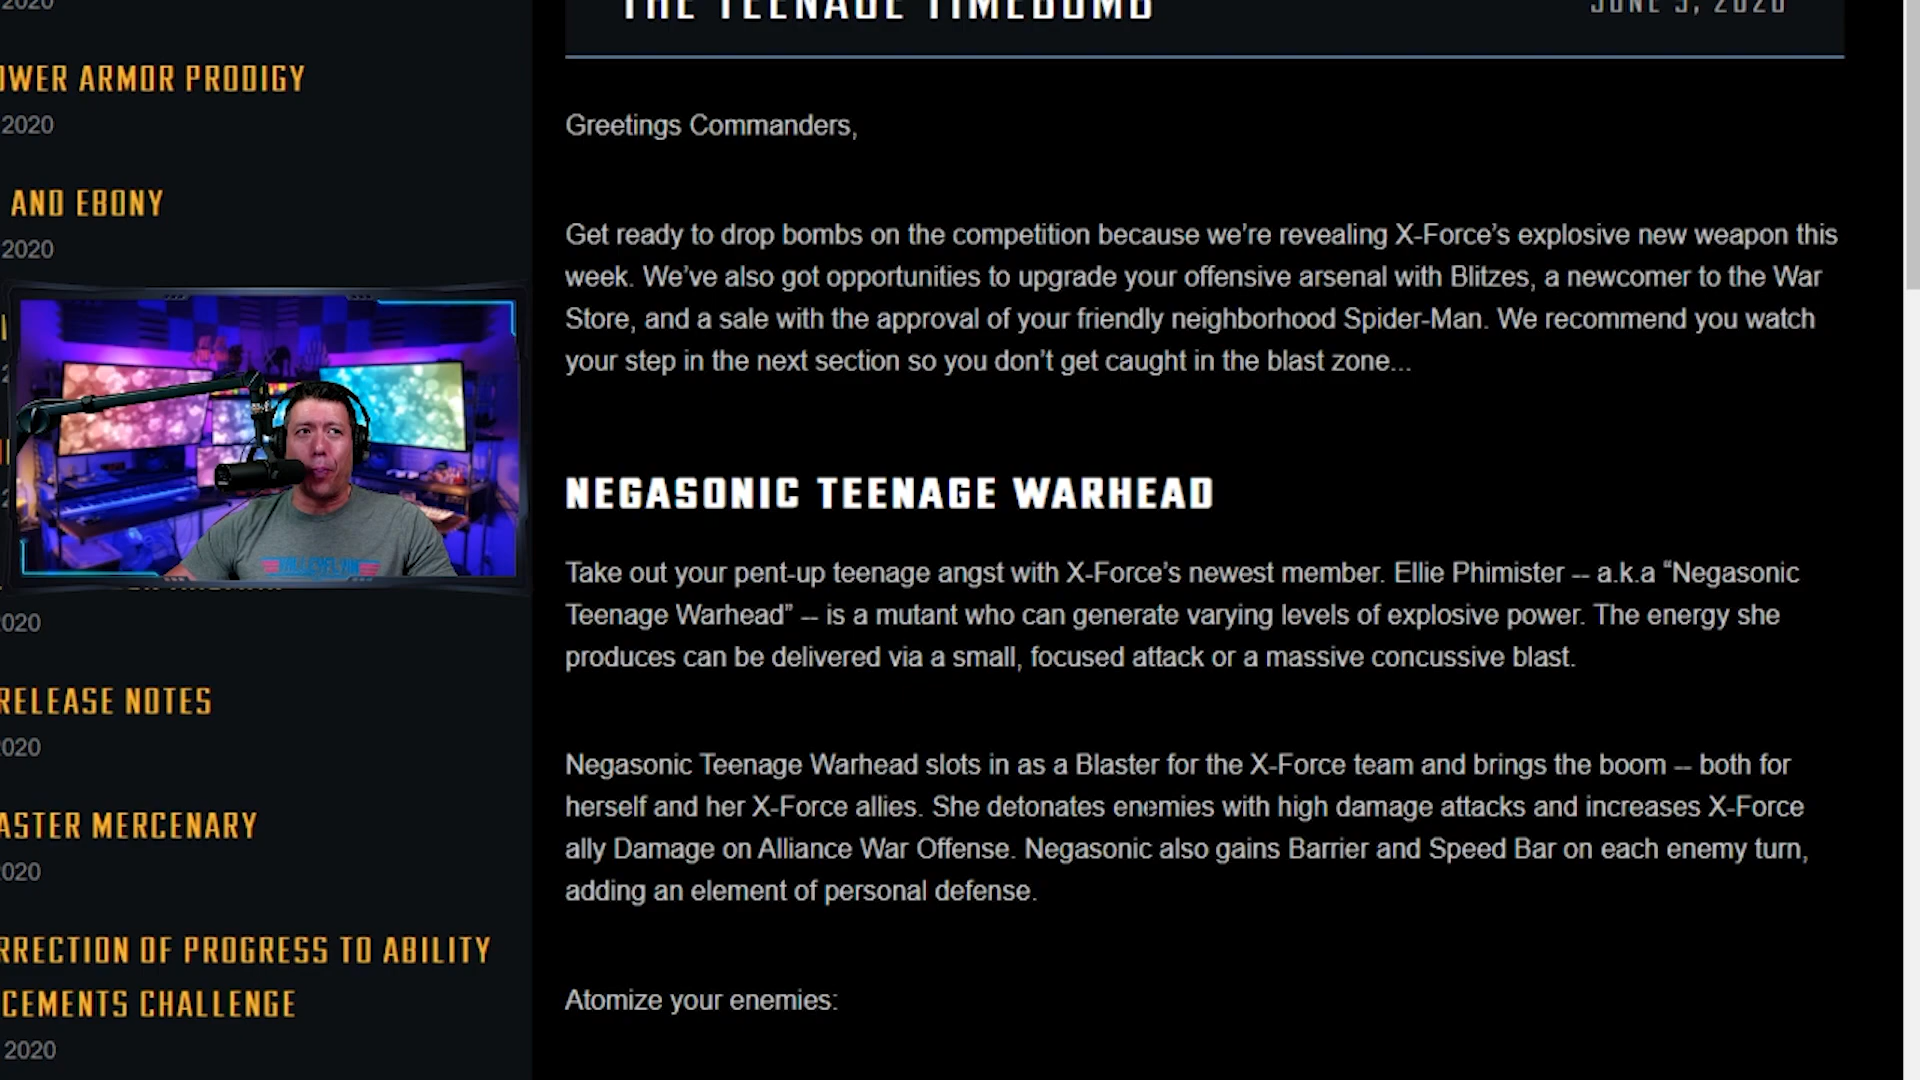 THE TEENAGE TIMEBOMB
JUNE 5, 2020
2020
OWER ARMOR PRODIGY
2020
AND EBONY
2020
020
RELEASE NOTES
020
ASTER MERCENARY
020
RRECTION OF PROGRESS TO ABILITY
CEMENTS CHALLENGE
2020
Greetings Commanders,
Get ready to drop bombs on the competition because we’re revealing X-Force’s explosive new weapon this
week. We’ve also got opportunities to upgrade your offensive arsenal with Blitzes, a newcomer to the War
Store, and a sale with the approval of your friendly neighborhood Spider-Man. We recommend you watch
your step in the next section so you don’t get caught in the blast zone...
NEGASONIC TEENAGE WARHEAD
Take out your pent-up teenage angst with X-Force’s newest member. Ellie Phimister -- a.k.a “Negasonic
Teenage Warhead” -- is a mutant who can generate varying levels of explosive power. The energy she
produces can be delivered via a small, focused attack or a massive concussive blast.
Negasonic Teenage Warhead slots in as a Blaster for the X-Force team and brings the boom -- both for
herself and her X-Force allies. She detonates enemies with high damage attacks and increases X-Force
ally Damage on Alliance War Offense. Negasonic also gains Barrier and Speed Bar on each enemy turn,
adding an element of personal defense.
Atomize your enemies: